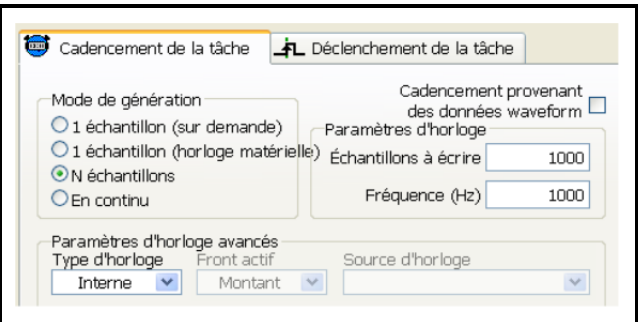 Cadencement de la tâche
Déclenchement de la tâche
Mode de génération
1 échantillon (sur demande)
1 échantillon (horloge matérielle)
N échantillons
En continu
Cadencement provenant
des données waveform
Paramètres d'horloge
Échantillons à écrire 1000
Fréquence (Hz) 1000
Paramètres d'horloge avancés
Type d'horloge Front actif Source d'horloge
Interne Montant